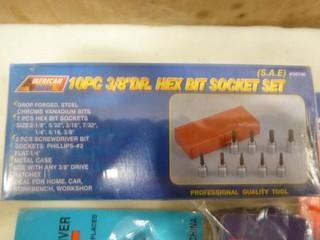 AMERICAN
10PC 3/8"DR. HEX BIT SOCKET SET
(S.A.E)
DROP FORGED, STEEL
CHROME VANADIUM BITS
7 PCS HEX BIT SOCKETS
SIZES:1/8", 5/32", 3/16", 7/32",
1/4", 5/16, 3/8"
2 PCS SCREWDRIVER BIT
SOCKETS: PHILLIPS-#2
FLAT-1/4"
METAL CASE
USE WITH ANY 3/8" DRIVE
RATCHET
IDEAL FOR HOME, CAR,
WORKBENCH, WORKSHOP
PROFESSIONAL QUALITY TOOL
VER
PLACES
CHINA